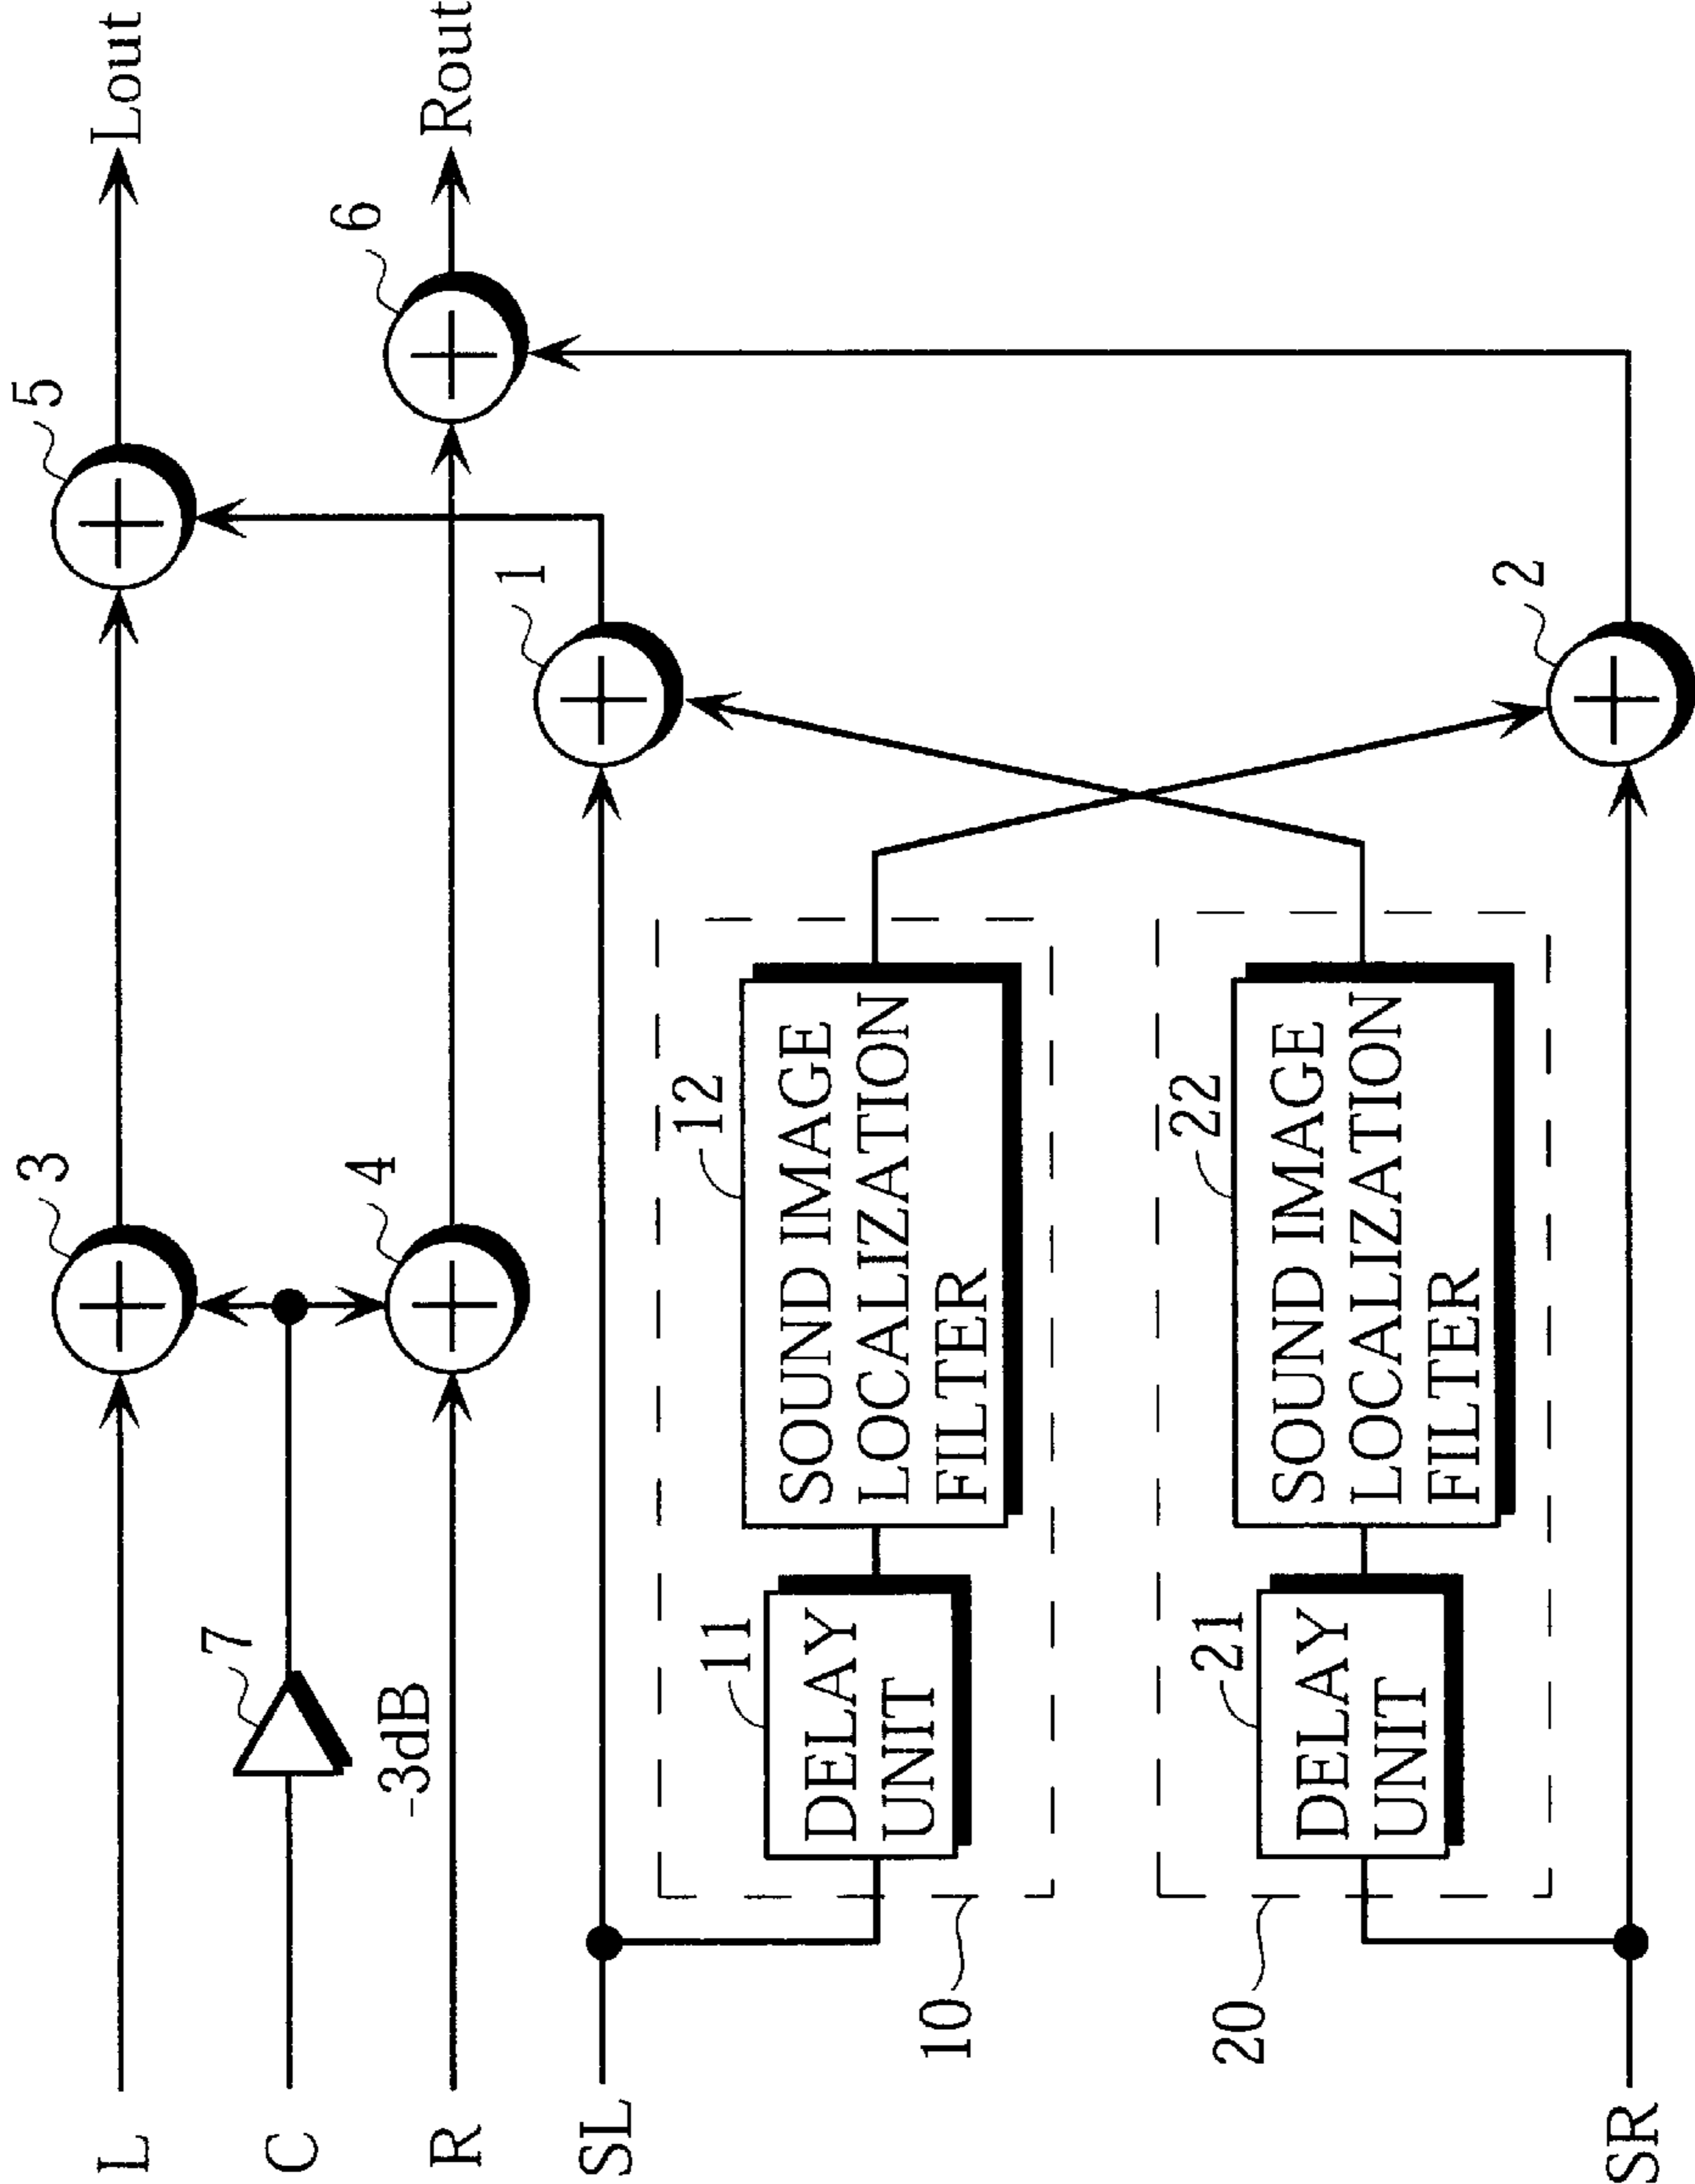 L
C
R
SL
SR
7
-3dB
3
4
5
6
Lout
Rout
1
2
10
11
DELAY
UNIT
12
SOUND IMAGE
LOCALIZATION
FILTER
20
21
DELAY
UNIT
22
SOUND IMAGE
LOCALIZATION
FILTER